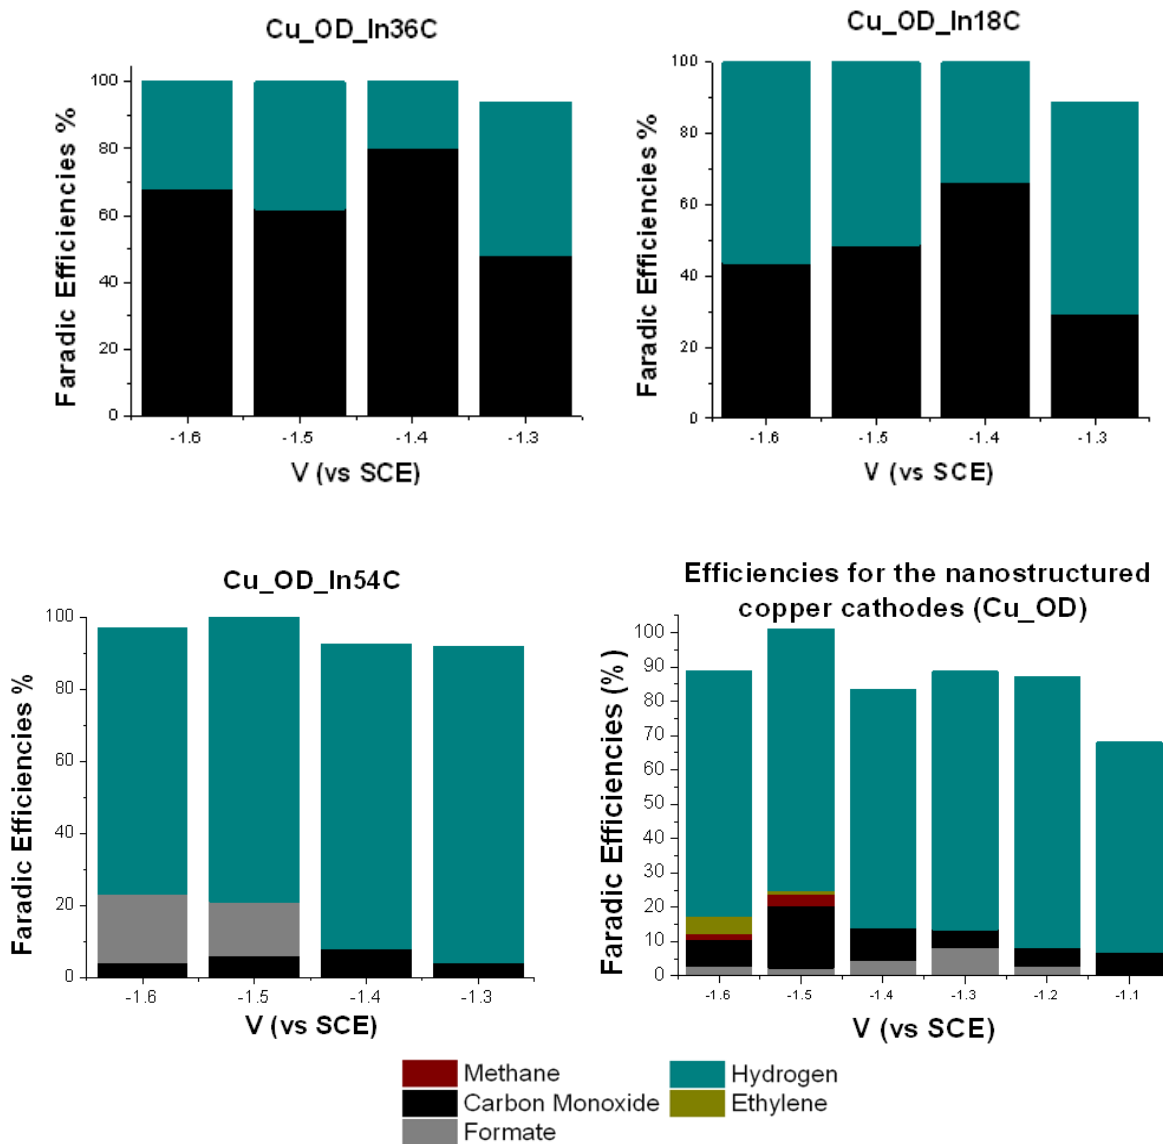 Cu_OD_In36C
Faradic Efficiencies %
100
80
60
40
20
0
-1.6 -1.5 -1.4 -1.3
V (vs SCE)
Cu_OD_In18C
Faradic Efficiencies %
100
80
60
40
20
0
-1.6 -1.5 -1.4 -1.3
V (vs SCE)
Cu_OD_In54C
Faradic Efficiencies %
100
80
60
40
20
0
-1.6 -1.5 -1.4 -1.3
V (vs SCE)
Efficiencies for the nanostructured
copper cathodes (Cu_OD)
Faradic Efficiencies (%)
100
90
80
70
60
50
40
30
20
10
0
-1.6 -1.5 -1.4 -1.3 -1.2 -1.1
V (vs SCE)
Methane
Carbon Monoxide
Formate
Hydrogen
Ethylene